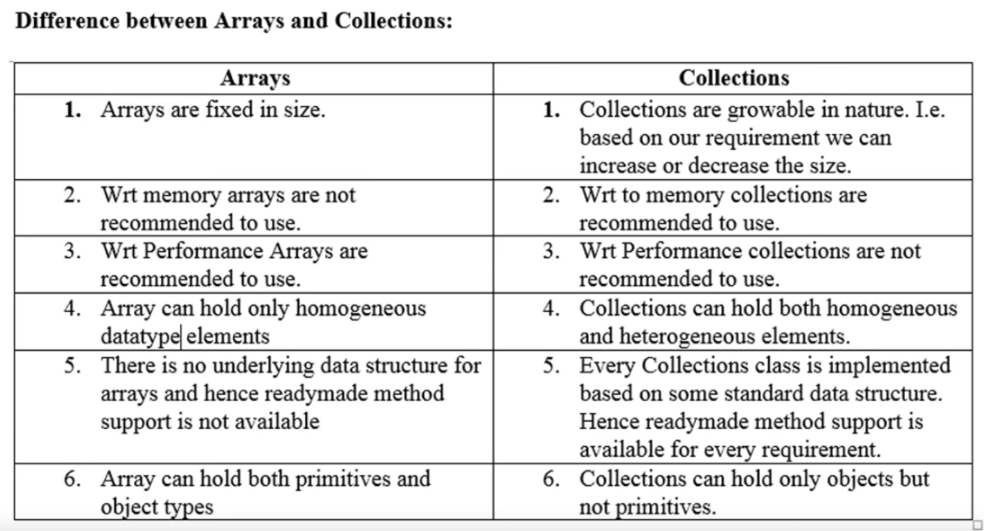 Difference between Arrays and Collections:
Arrays
Collections
1. Arrays are fixed in size.
1. Collections are growable in nature. I.e.
based on our requirement we can
increase or decrease the size.
2. Wrt memory arrays are not
recommended to use.
2. Wrt to memory collections are
recommended to use.
3. Wrt Performance Arrays are
recommended to use.
3. Wrt Performance collections are not
recommended to use.
4. Array can hold only homogeneous
datatype elements
4. Collections can hold both homogeneous
and heterogeneous elements.
5. There is no underlying data structure for
arrays and hence readymade method
support is not available
5. Every Collections class is implemented
based on some standard data structure.
Hence readymade method support is
available for every requirement.
6. Array can hold both primitives and
object types
6. Collections can hold only objects but
not primitives.